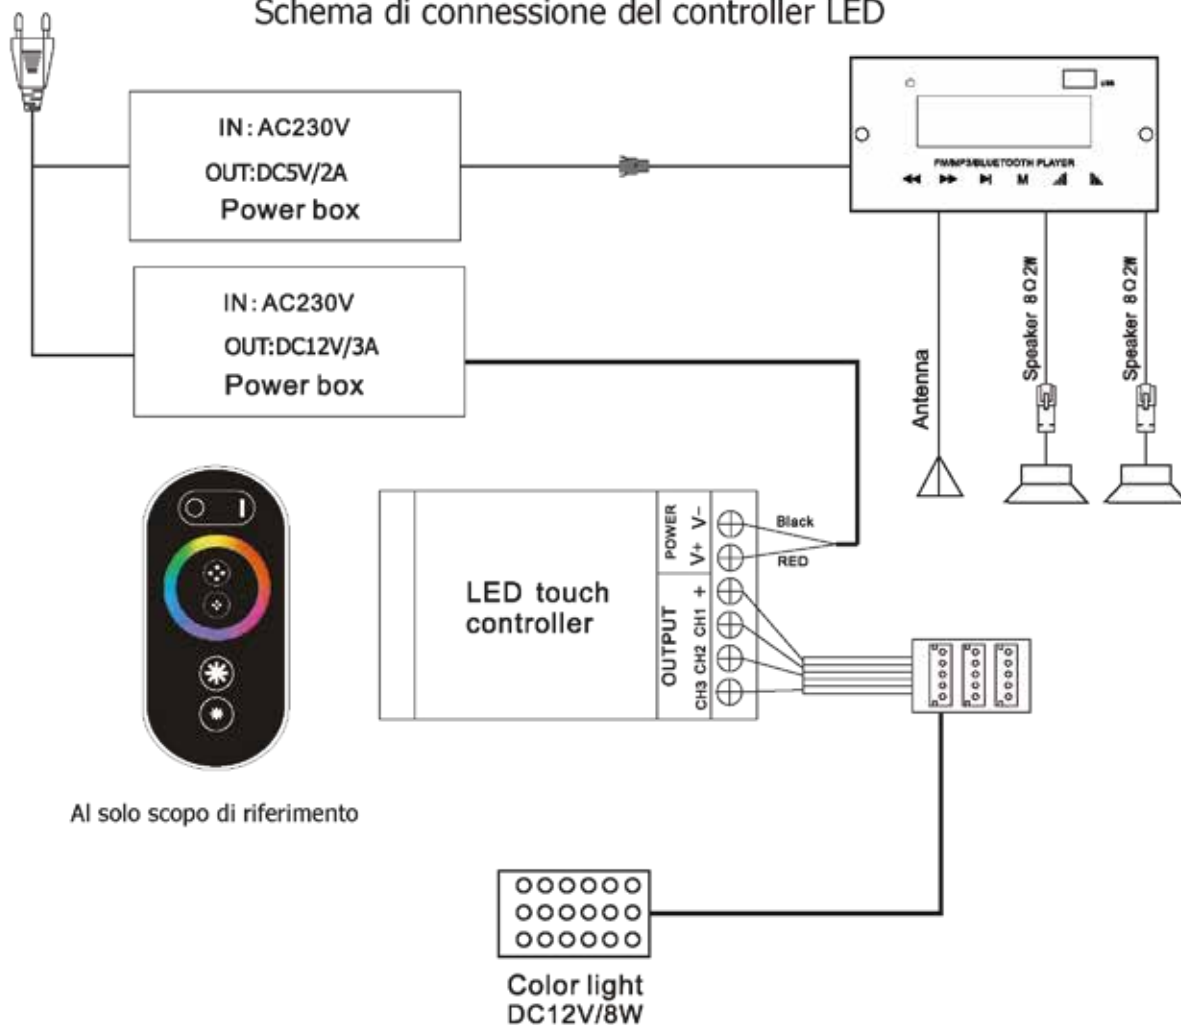 Schema di connessione del controller LED
IN: AC230V
OUT:DC5V/2A
Power box
USB
FM/MP3/BLUETOOTH PLAYER
M
IN: AC230V
OUT:DC12V/3A
Power box
Antenna
Speaker 8Ω2W
Speaker 8Ω2W
LED touch
controller
POWER
V-
V+
Black
RED
OUTPUT
+
CH1
CH2
CH3
Al solo scopo di riferimento
Color light
DC12V/8W